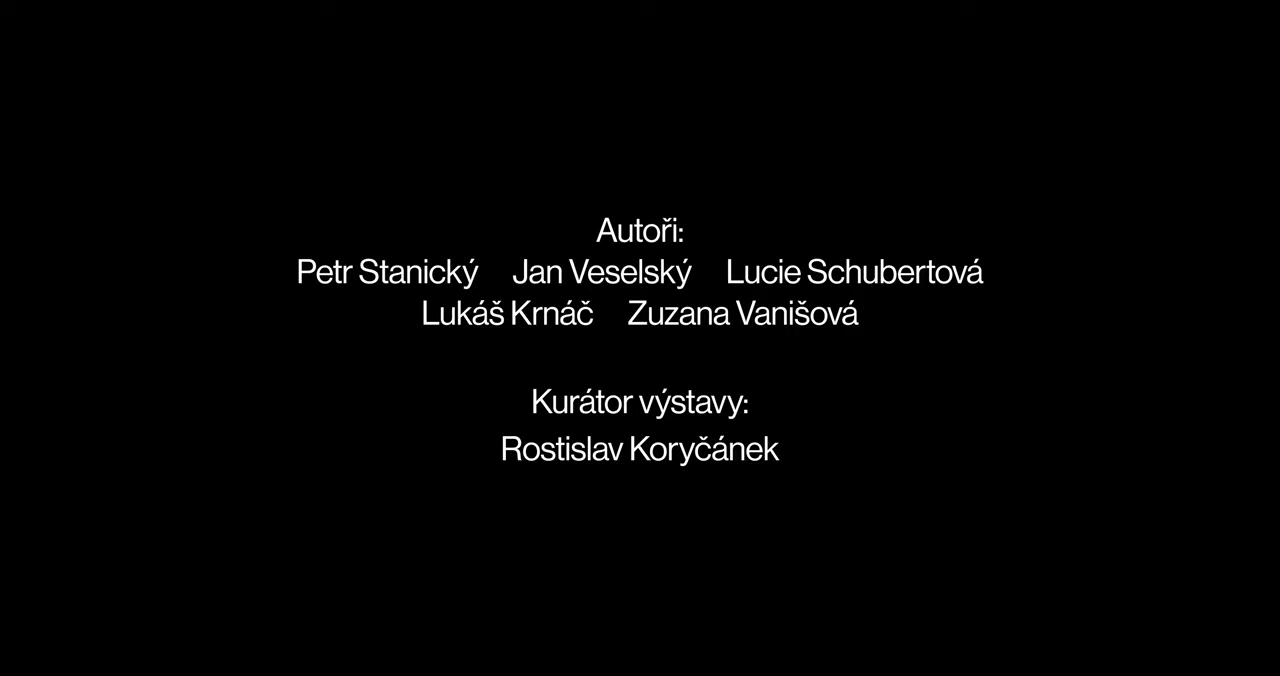 Autoři:
Petr Stanický Jan Veselský Lucie Schubertová
Lukáš Krnáč Zuzana Vanišová
Kurátor výstavy:
Rostislav Koryčánek